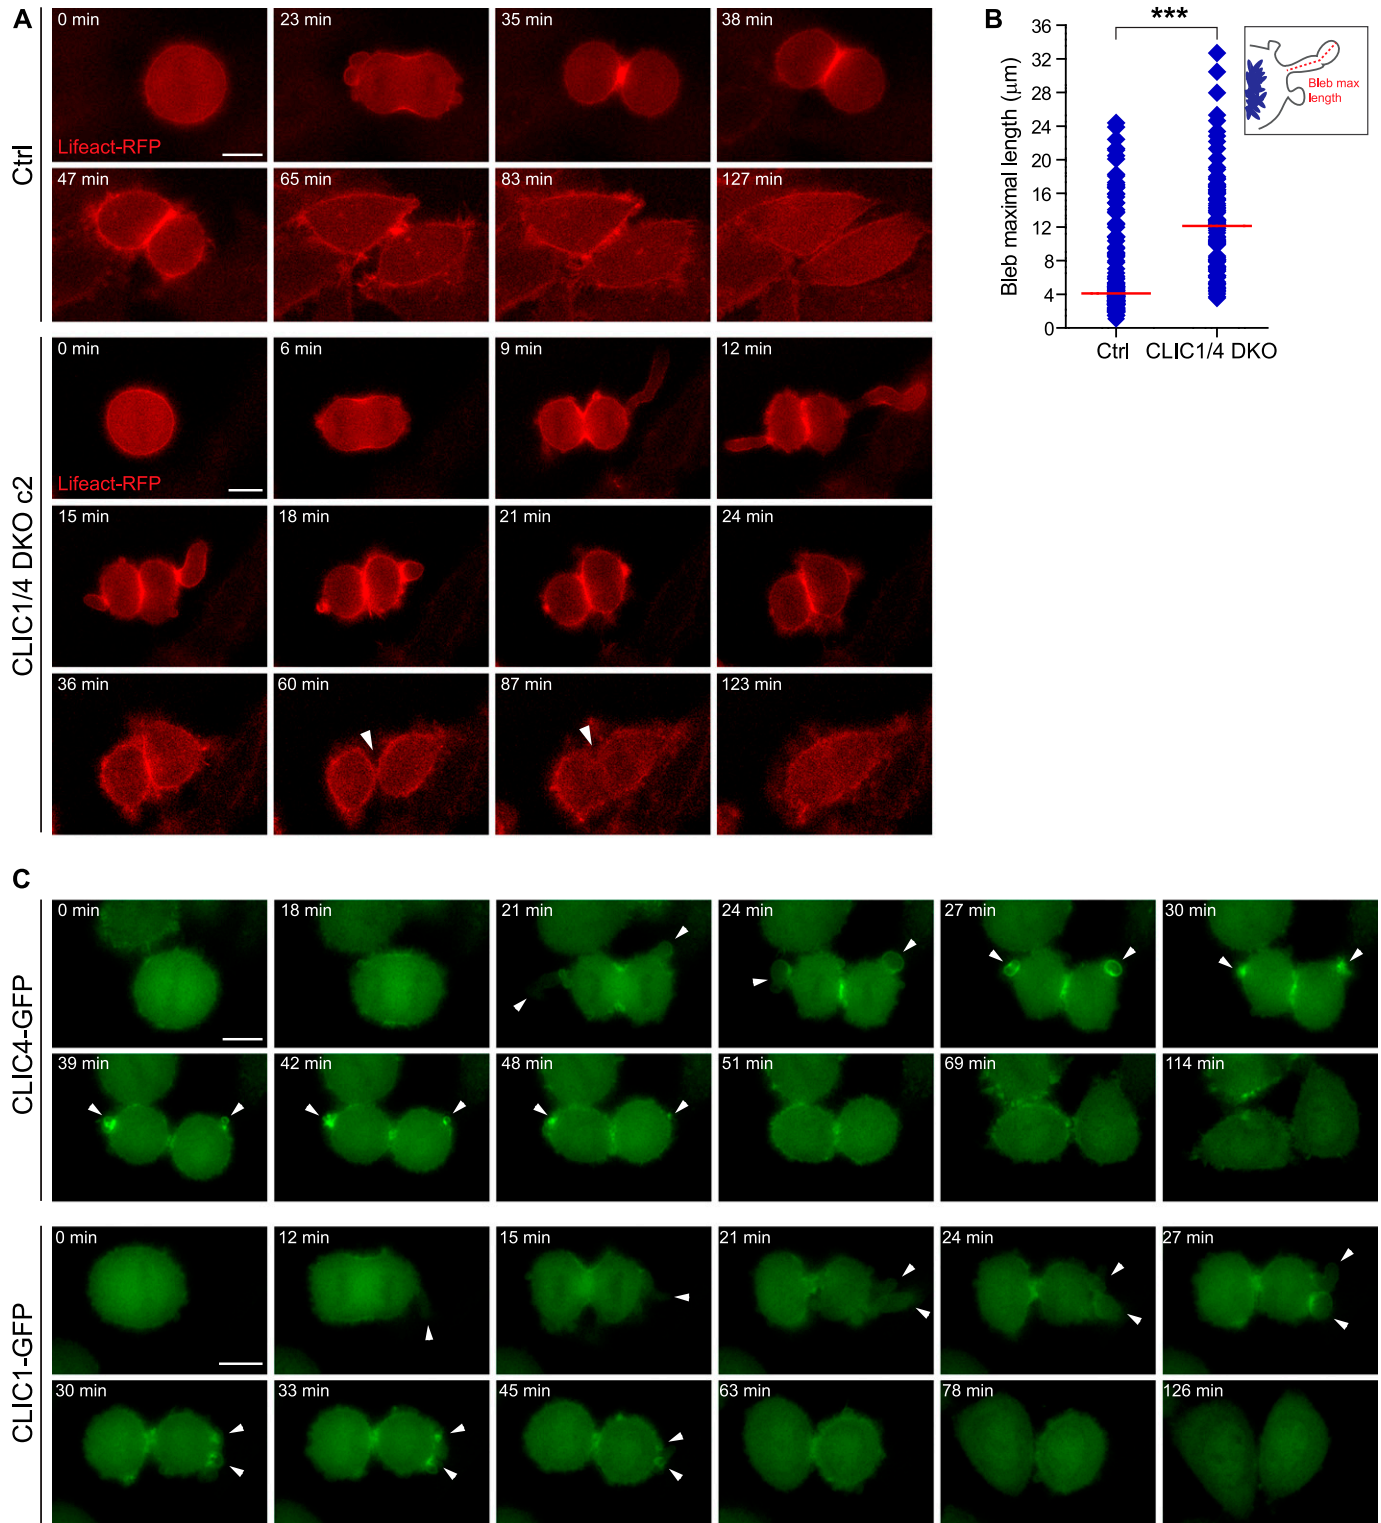 A
Ctrl
0 min
23 min
35 min
38 min
Lifeact-RFP
47 min
65 min
83 min
127 min
CLIC1/4 DKO c2
0 min
6 min
9 min
12 min
Lifeact-RFP
15 min
18 min
21 min
24 min
36 min
60 min
87 min
123 min
B
***
Bleb maximal length (μm)
36
32
28
24
20
16
12
8
4
0
Ctrl
CLIC1/4 DKO
Bleb max
length
C
CLIC4-GFP
0 min
18 min
21 min
24 min
27 min
30 min
39 min
42 min
48 min
51 min
69 min
114 min
CLIC1-GFP
0 min
12 min
15 min
21 min
24 min
27 min
30 min
33 min
45 min
63 min
78 min
126 min